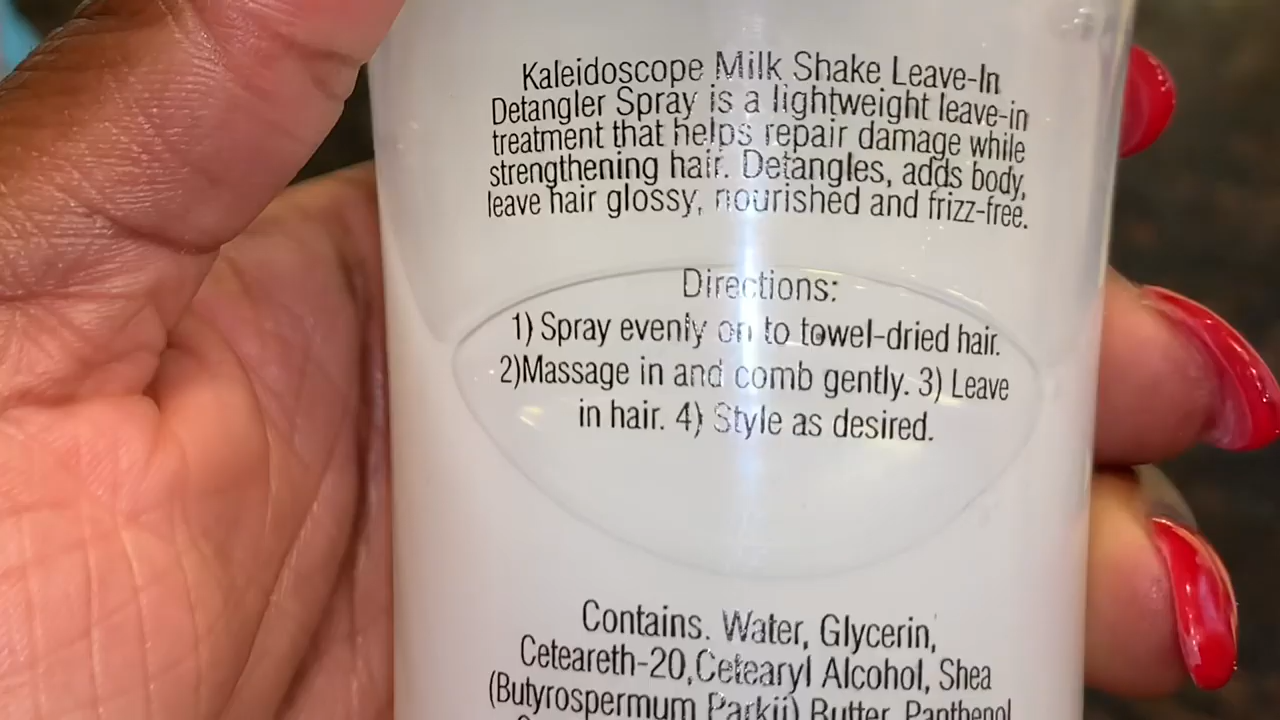 Kaleidoscope Milk Shake Leave-In
Detangler Spray is a lightweight leave-in
treatment that helps repair damage while
strengthening hair. Detangles, adds body,
leave hair glossy, nourished and frizz-free.
Directions:
1) Spray evenly on to towel-dried hair.
2)Massage in and comb gently. 3) Leave
in hair. 4) Style as desired.
Contains. Water, Glycerin,
Ceteareth-20,Cetearyl Alcohol, Shea
(Butyrospermum Parkii) Butter, Panthenol